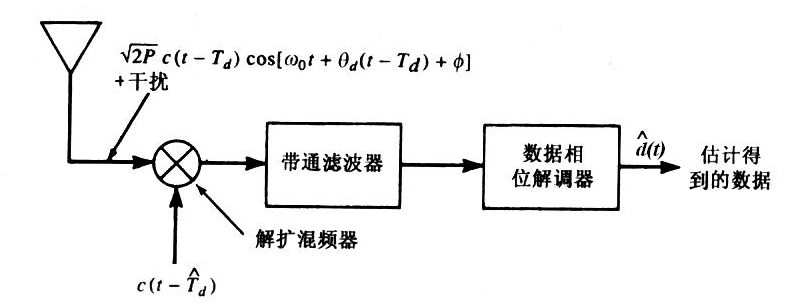 √2P c(t − T_d) cos[ω₀t + θ_d(t − T_d) + ϕ]
+干扰
带通滤波器
数据相
位解调器
d̂(t)
估计得
到的数据
解扩混频器
c(t − T̂_d)